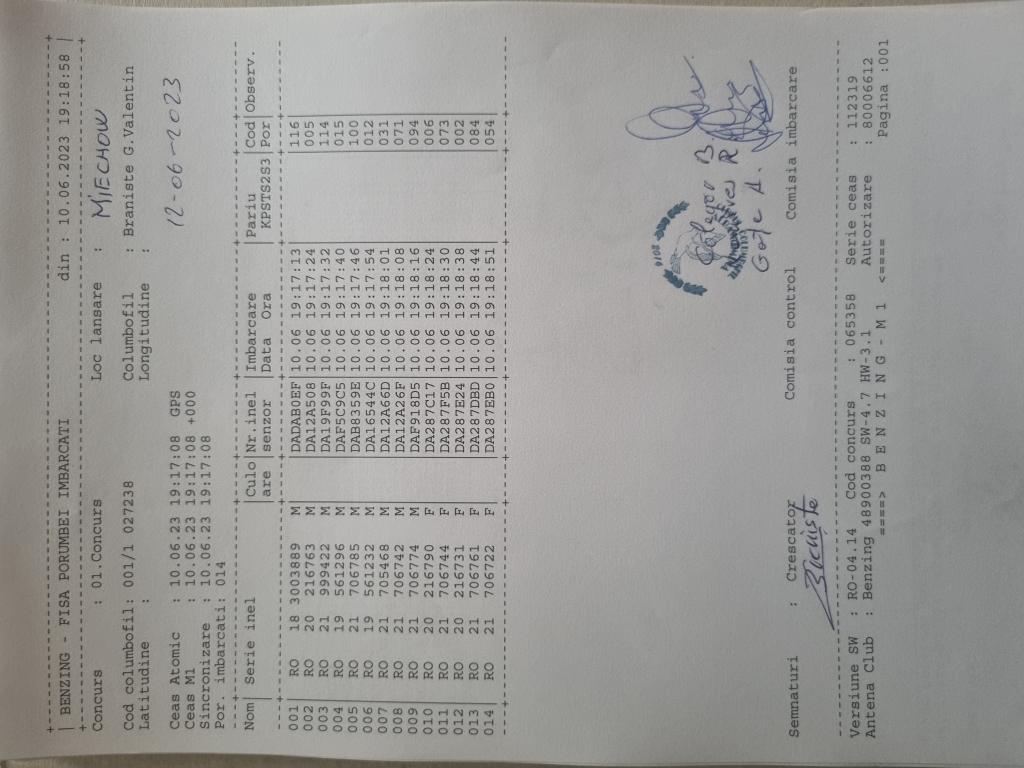 | BENZING - FISA PORUMBEI IMBARCATI din : 10.06.2023 19:18:58 |
Concurs : 01.Concurs Loc lansare : MIECHOW
Cod columbofil: 001/1 027238 Columbofil : Braniste G.Valentin
Latitudine : Longitudine :
Ceas Atomic : 10.06.23 19:17:08 GPS
Ceas M1 : 10.06.23 19:17:08 +000 12-06-2023
Sincronizare : 10.06.23 19:17:08
Por. imbarcati: 014
Nom| Serie inel |Culo|Nr.inel |Imbarcare |Pariu |Cod|Observ.
are |senzor |Data Ora |KPSTS2S3|Por|
001 RO 18 3003889 M DADAB0EF 10.06 19:17:13 116
002 RO 20 216763 M DA12A508 10.06 19:17:24 005
003 RO 21 999422 M DA19F99F 10.06 19:17:32 114
004 RO 19 561296 M DAF5C9C5 10.06 19:17:40 015
005 RO 21 706785 M DAB8359E 10.06 19:17:46 100
006 RO 19 561232 M DA16544C 10.06 19:17:54 012
007 RO 21 705468 M DA12A66D 10.06 19:18:01 031
008 RO 21 706742 M DA12A26F 10.06 19:18:08 071
009 RO 21 706774 M DAF918D5 10.06 19:18:16 094
010 RO 20 216790 F DA287C17 10.06 19:18:24 006
011 RO 21 706744 F DA287F5B 10.06 19:18:30 073
012 RO 20 216731 F DA287E24 10.06 19:18:38 002
013 RO 21 706761 F DA287DBD 10.06 19:18:44 084
014 RO 21 706722 F DA287EB0 10.06 19:18:51 054
Semnaturi : Crescator Comisia control Comisia imbarcare
Versiune SW : RO-04.14 Cod concurs : 065358 Serie ceas : 112319
Antena Club : Benzing 48900388 SW-4.7 HW-3.1 Autorizare : 80006612
====> B E N Z I N G - M 1 <==== Pagina :001